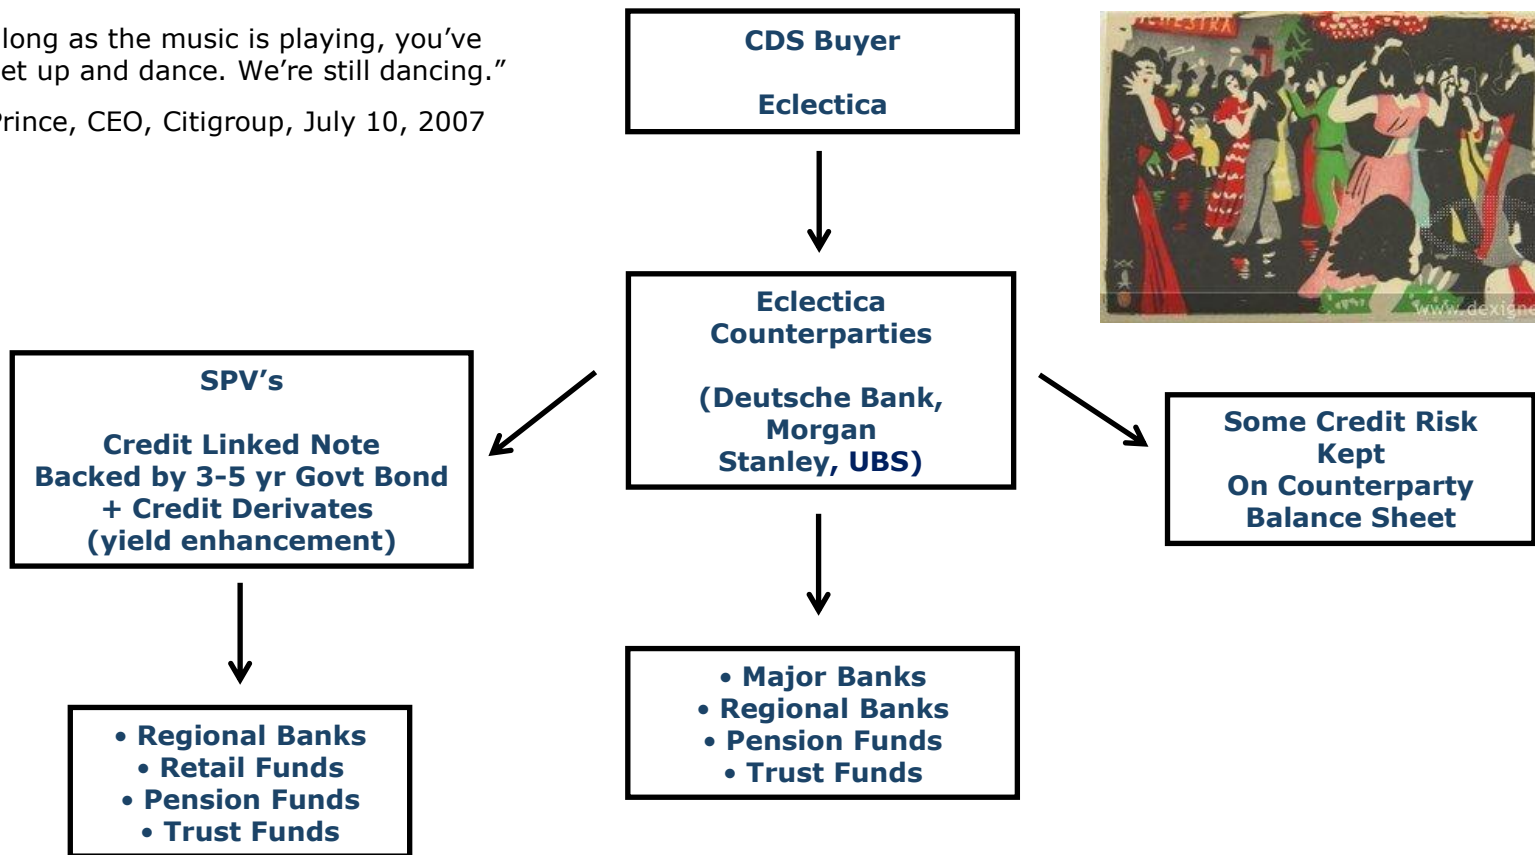 long as the music is playing, you’ve
et up and dance. We’re still dancing.”
Prince, CEO, Citigroup, July 10, 2007
CDS Buyer
Eclectica
Eclectica
Counterparties
(Deutsche Bank,
Morgan
Stanley, UBS)
SPV’s
Credit Linked Note
Backed by 3-5 yr Govt Bond
+ Credit Derivates
(yield enhancement)
Some Credit Risk
Kept
On Counterparty
Balance Sheet
• Major Banks
• Regional Banks
• Pension Funds
• Trust Funds
• Regional Banks
• Retail Funds
• Pension Funds
• Trust Funds
www.dexigne